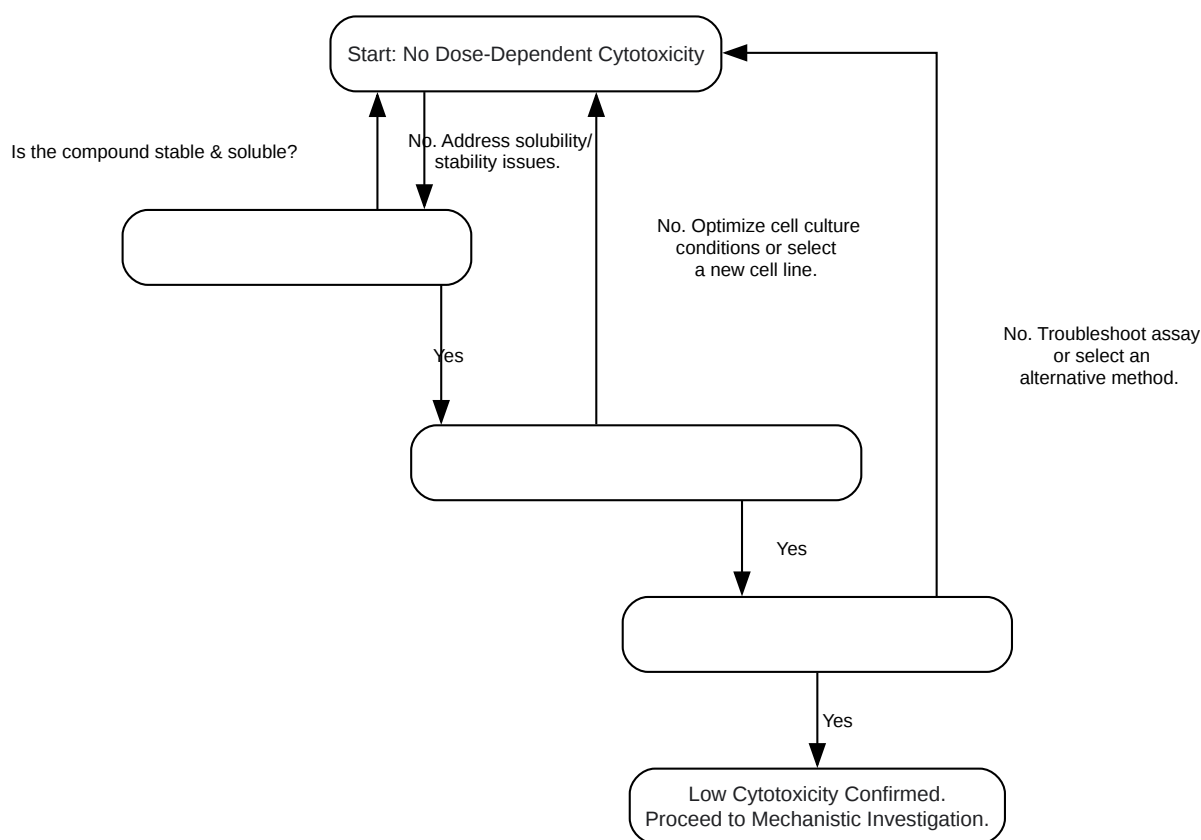 Start: No Dose-Dependent Cytotoxicity
Is the compound stable & soluble?
No. Address solubility/
stability issues.
No. Optimize cell culture
conditions or select
a new cell line.
No. Troubleshoot assay
or select an
alternative method.
Yes
Yes
Yes
Low Cytotoxicity Confirmed.
Proceed to Mechanistic Investigation.